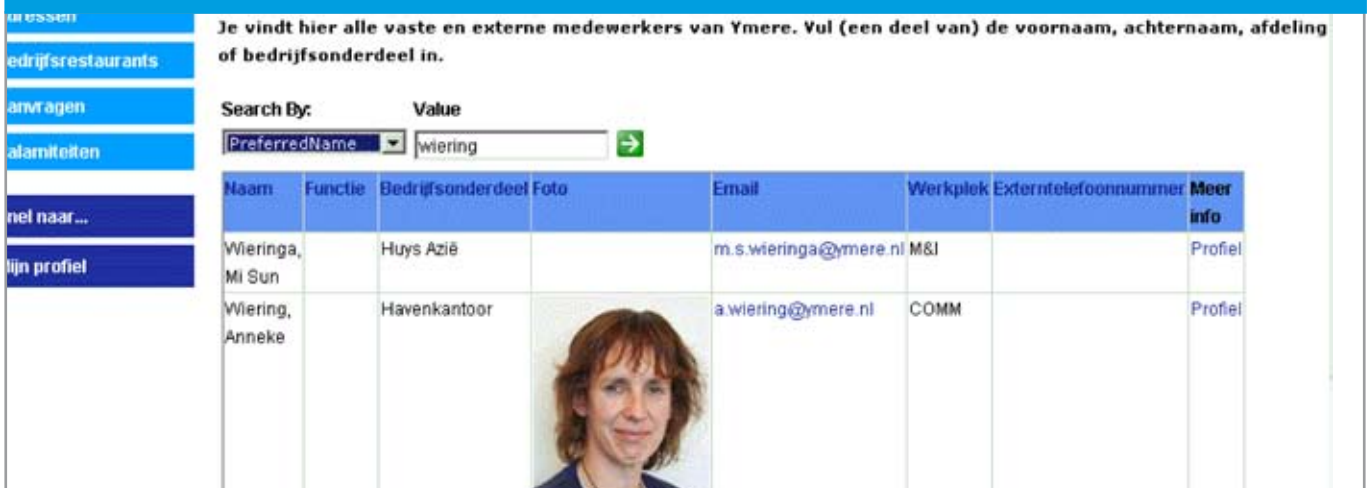 Je vindt hier alle vaste en externe medewerkers van Ymere. Vul (een deel van) de voornaam, achternaam, afdeling
of bedrijfsonderdeel in.
dressen
edrijfsrestaurants
anvragen
alamiteiten
nel naar...
lijn profiel
Search By: Value
PreferredName wiering
Naam Functie Bedrijfsonderdeel Foto Email Werkplek Externtelefoonnummer Meer
info
Wieringa, Huys Azië m.s.wieringa@ymere.nl M&I Profiel
Mi Sun
Wiering, Havenkantoor a.wiering@ymere.nl COMM Profiel
Anneke